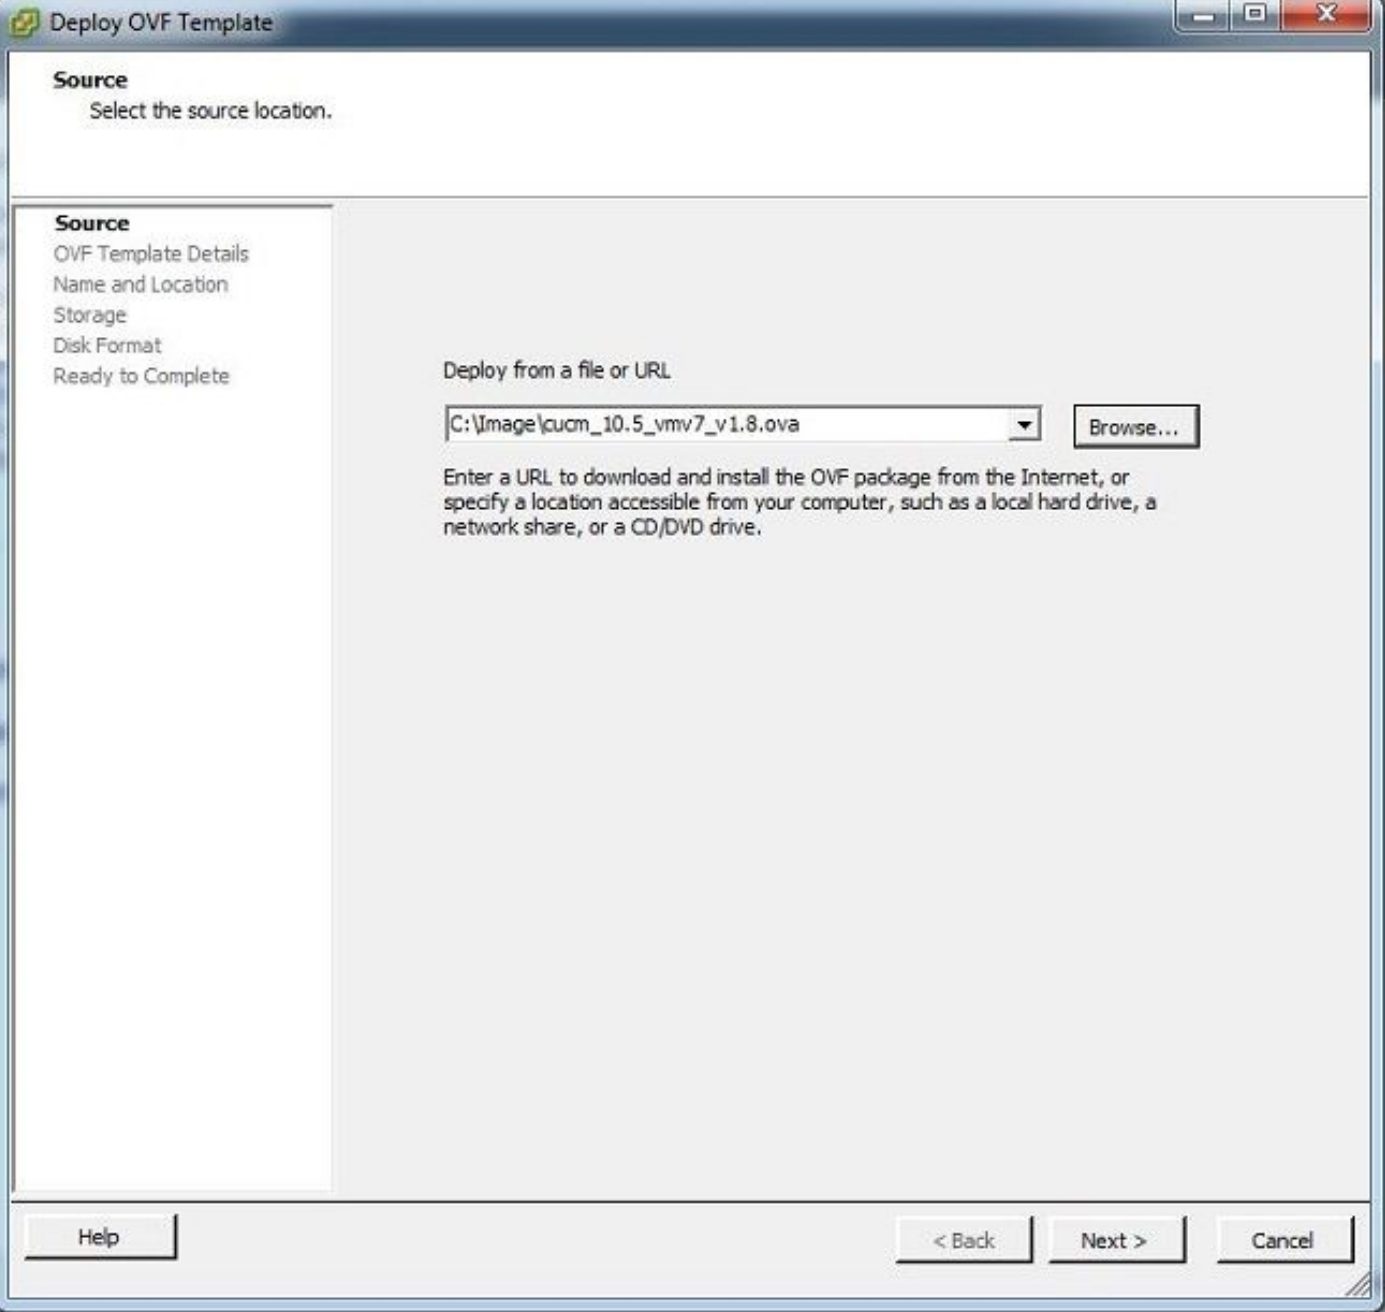 Deploy OVF Template
Source
Select the source location.
Source
OVF Template Details
Name and Location
Storage
Disk Format
Ready to Complete
Deploy from a file or URL
C:\Image\cucm_10.5_vmv7_v1.8.ova
Browse...
Enter a URL to download and install the OVF package from the Internet, or
specify a location accessible from your computer, such as a local hard drive, a
network share, or a CD/DVD drive.
Help
< Back
Next >
Cancel